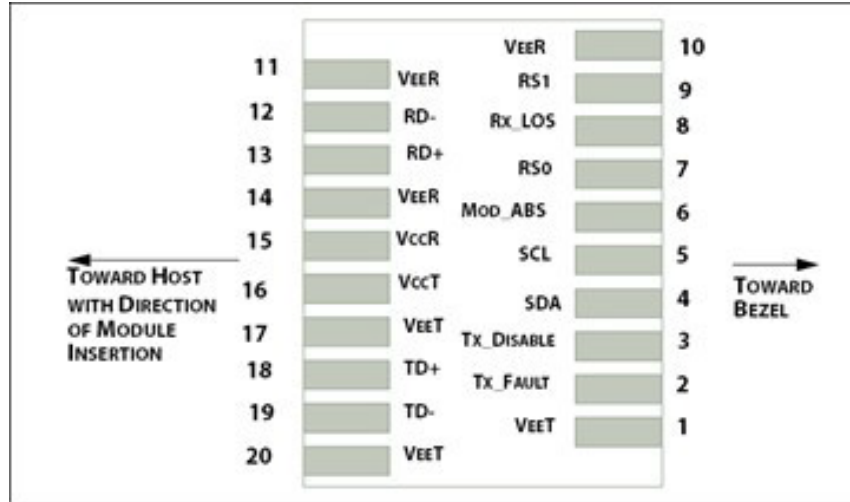 VEER 10
11 VEER RS1 9
12 RD- RX_LOS 8
13 RD+ RS0 7
14 VEER MOD_ABS 6
15 VCCR SCL 5
TOWARD HOST
WITH DIRECTION
OF MODULE
INSERTION
TOWARD
BEZEL
16 VCCT SDA 4
17 VEET TX_DISABLE 3
18 TD+ TX_FAULT 2
19 TD- VEET 1
20 VEET